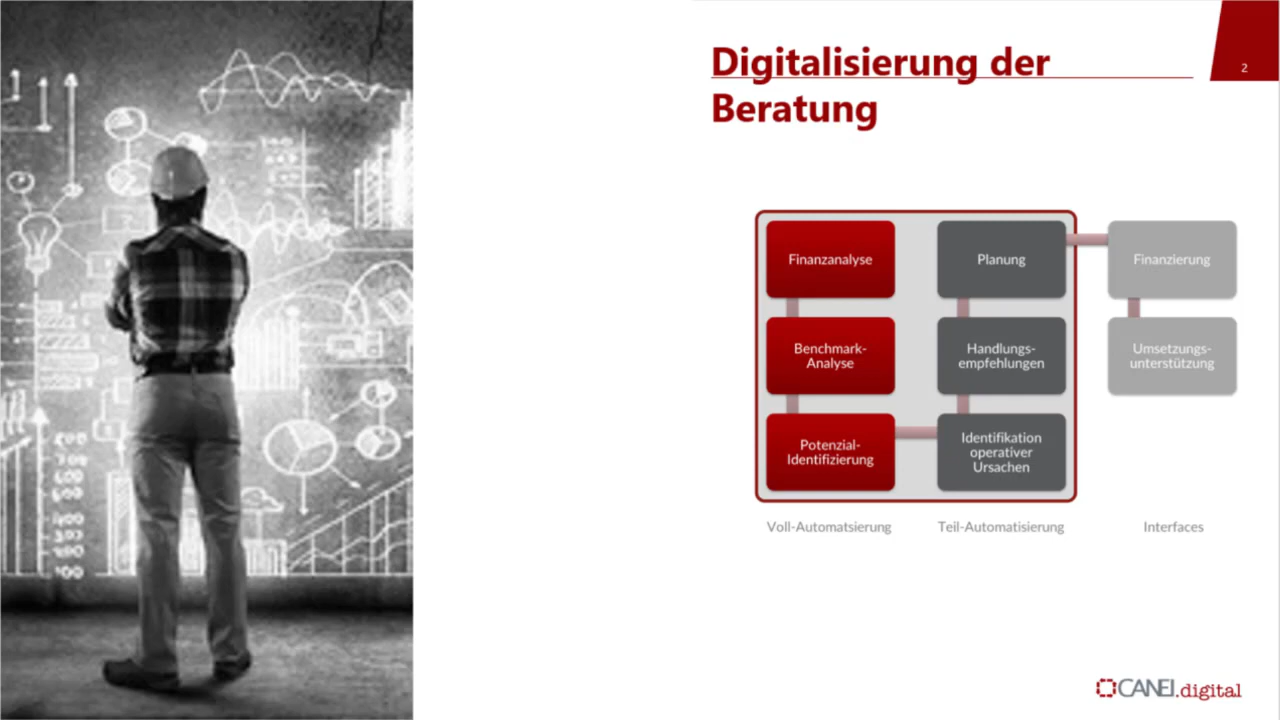 Digitalisierung der
Beratung
2
Finanzanalyse
Benchmark-
Analyse
Potenzial-
Identifizierung
Planung
Handlungs-
empfehlungen
Identifikation
operativer
Ursachen
Finanzierung
Umsetzungs-
unterstützung
Voll-Automatsierung
Teil-Automatisierung
Interfaces
CANEI.digital